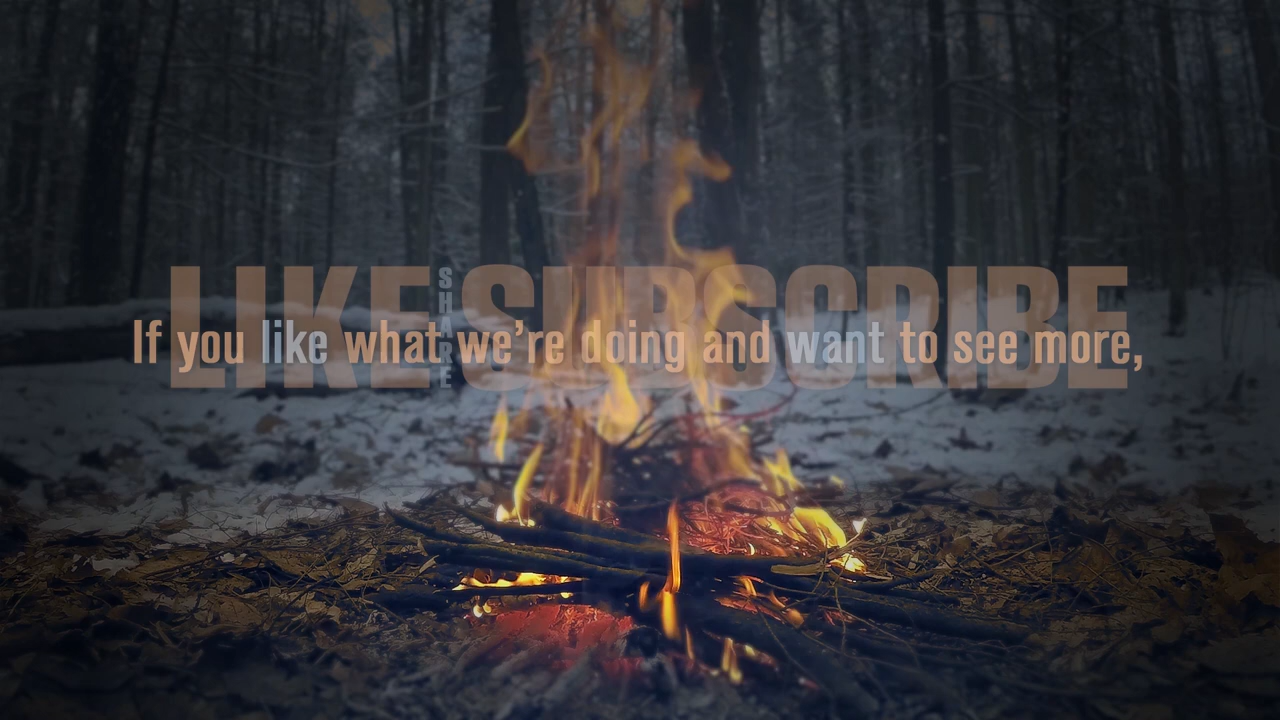 LIKE SHARE SUBSCRIBE
If you like what we’re doing and want to see more,